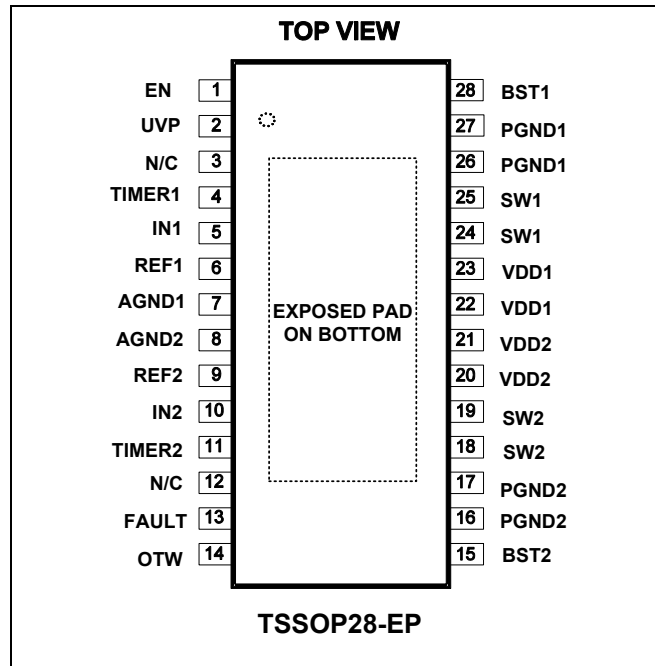 TOP VIEW
EN 1 28 BST1
UVP 2 27 PGND1
N/C 3 26 PGND1
TIMER1 4 25 SW1
IN1 5 24 SW1
REF1 6 23 VDD1
AGND1 7 22 VDD1
EXPOSED PAD
ON BOTTOM
AGND2 8 21 VDD2
REF2 9 20 VDD2
IN2 10 19 SW2
TIMER2 11 18 SW2
N/C 12 17 PGND2
FAULT 13 16 PGND2
OTW 14 15 BST2
TSSOP28-EP